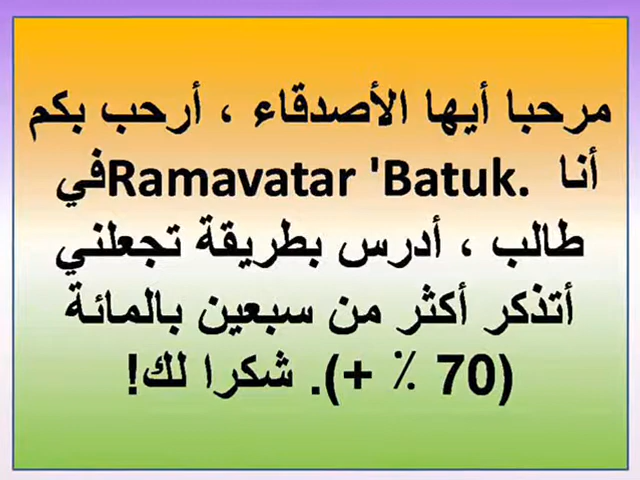 مرحبا أيها الأصدقاء ، أرحب بكم
أنا Ramavatar 'Batuk. في
طالب ، أدرس بطريقة تجعلني
أتذكر أكثر من سبعين بالمائة
(70 ٪ +). شكرا لك!